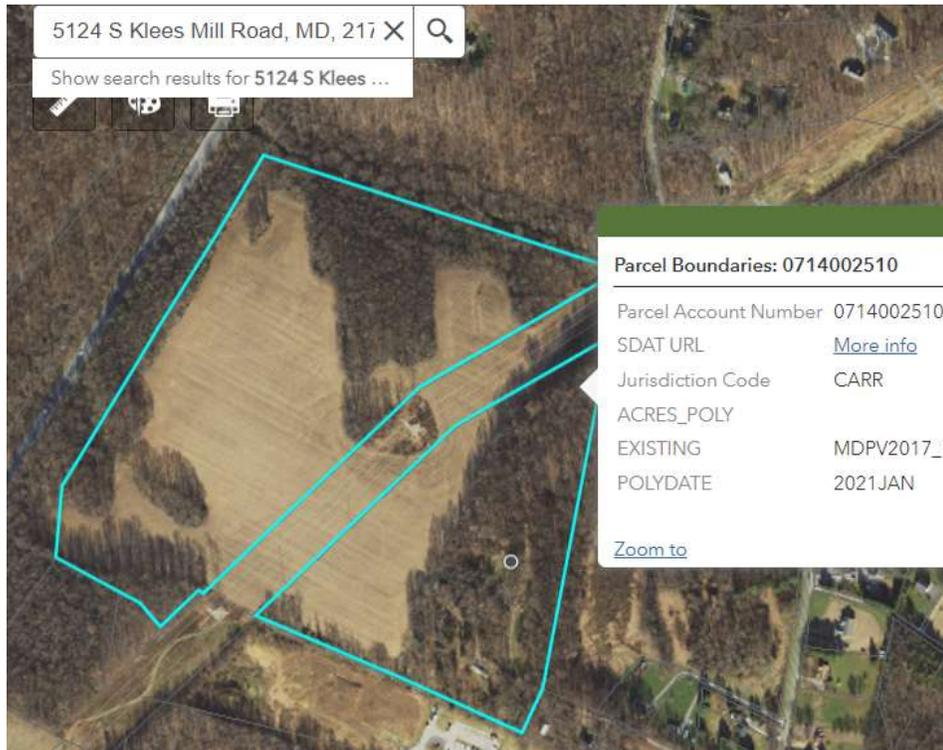 5124 S Klees Mill Road, MD, 217
Show search results for 5124 S Klees ...
Parcel Boundaries: 0714002510
Parcel Account Number 0714002510
SDAT URL More info
Jurisdiction Code CARR
ACRES_POLY
EXISTING MDPV2017_
POLYDATE 2021JAN
Zoom to